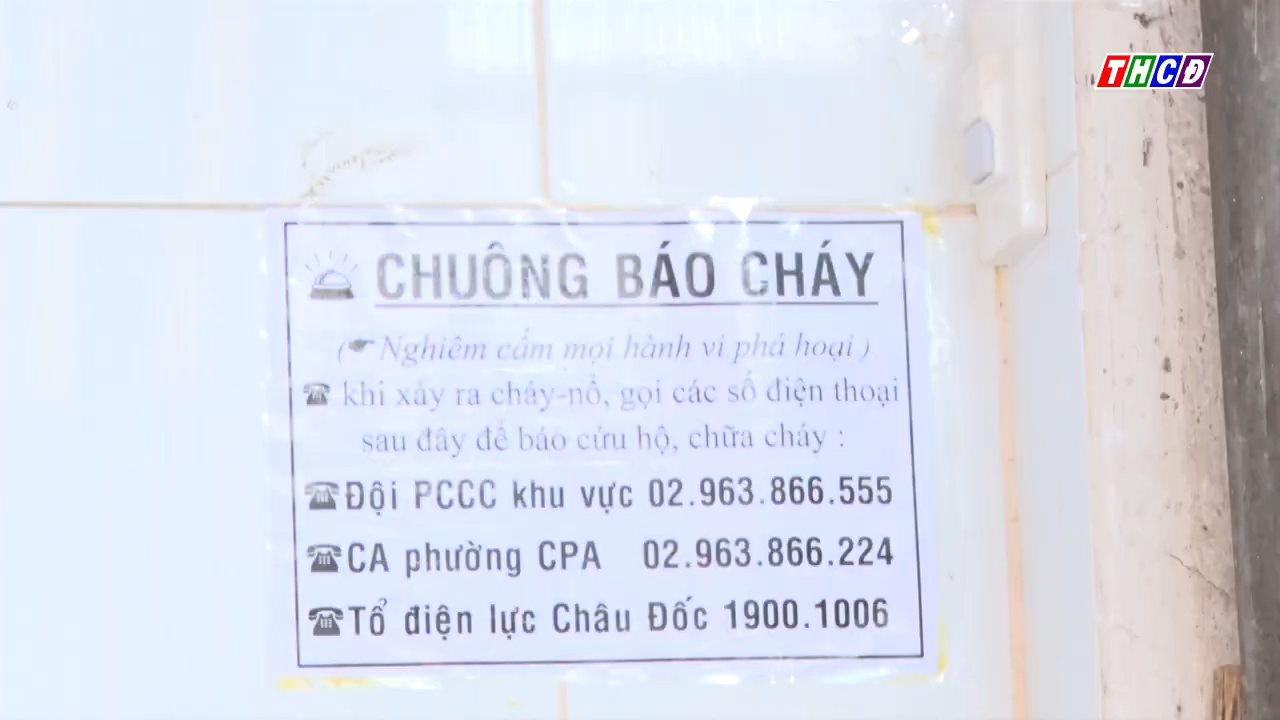 THCĐ
CHUÔNG BÁO CHÁY
( Nghiêm cấm mọi hành vi phá hoại )
khi xảy ra cháy-nổ, gọi các số điện thoại
sau đây để báo cứu hộ, chữa cháy :
Đội PCCC khu vực 02.963.866.555
CA phường CPA 02.963.866.224
Tổ điện lực Châu Đốc 1900.1006